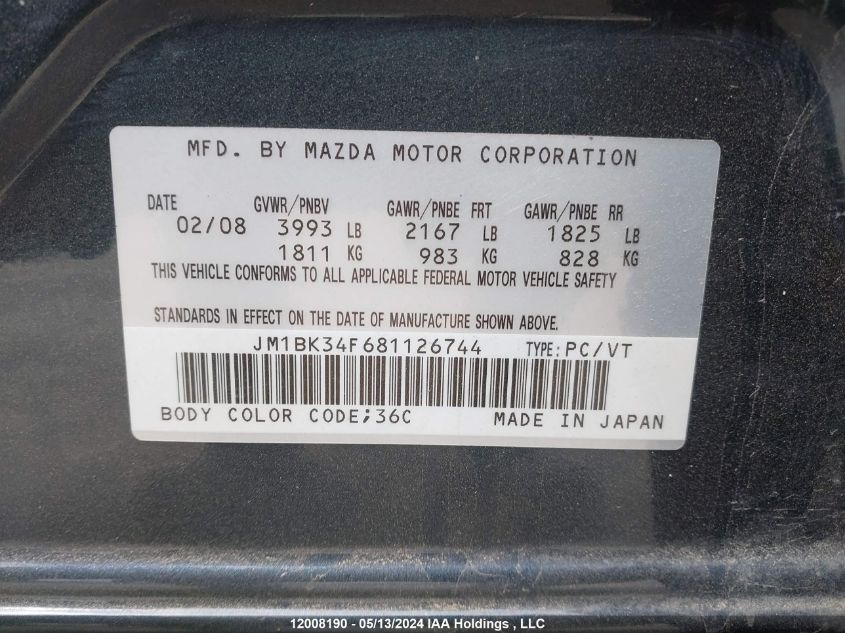 MFD. BY MAZDA MOTOR CORPORATION
DATE GVWR/PNBV GAWR/PNBE FRT GAWR/PNBE RR
02/08 3993 LB 2167 LB 1825 LB
1811 KG 983 KG 828 KG
THIS VEHICLE CONFORMS TO ALL APPLICABLE FEDERAL MOTOR VEHICLE SAFETY
STANDARDS IN EFFECT ON THE DATE OF MANUFACTURE SHOWN ABOVE.
JM1BK34F681126744 TYPE:PC/VT
BODY COLOR CODE;36C MADE IN JAPAN
12008190 - 05/13/2024 IAA Holdings , LLC